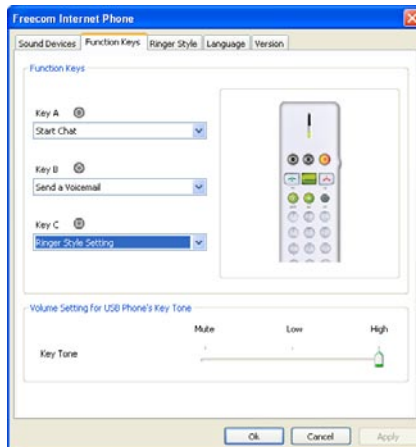 Freecom Internet Phone
Sound Devices Function Keys Ringer Style Language Version
Function Keys
Key A
Start Chat
Key B
Send a Voicemail
Key C
Ringer Style Setting
Volume Setting for USB Phone's Key Tone
Mute Low High
Key Tone
Ok Cancel Apply